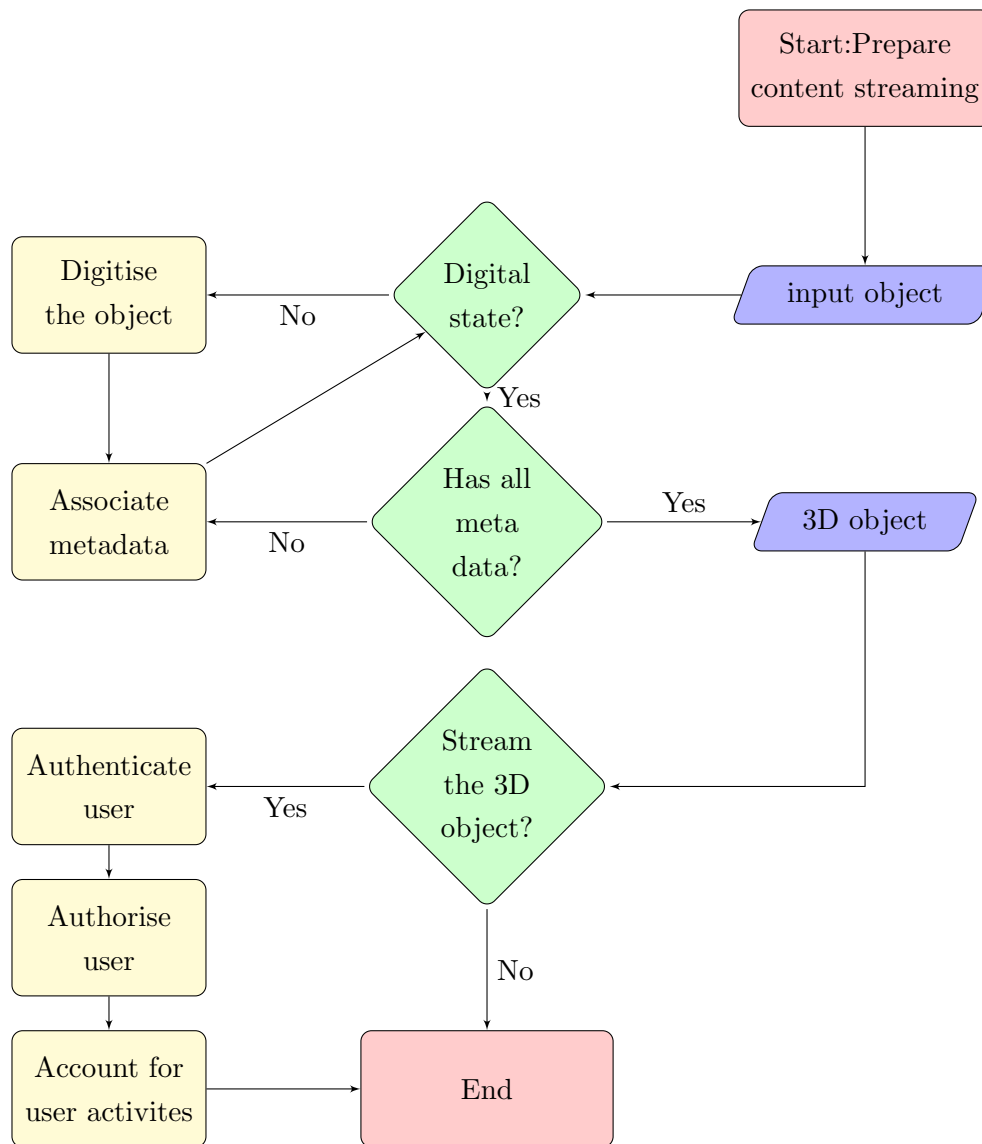 Start:Prepare
content streaming
input object
Digital
state?
No
Digitise
the object
Yes
Associate
metadata
No
Has all
meta
data?
Yes
3D object
Stream
the 3D
object?
Yes
Authenticate
user
Authorise
user
No
Account for
user activites
End